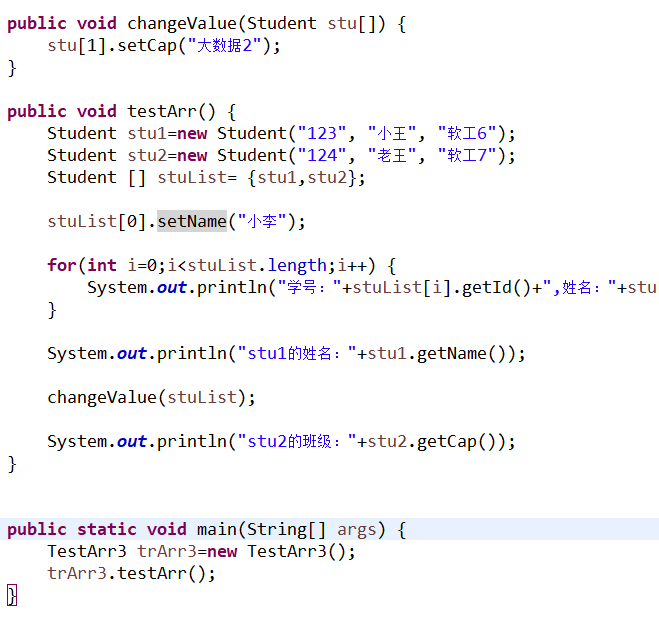 public void changeValue(Student stu[]) {
stu[1].setCap("大数据2");
}
public void testArr() {
Student stu1=new Student("123", "小王", "软工6");
Student stu2=new Student("124", "老王", "软工7");
Student [] stuList= {stu1,stu2};
stuList[0].setName("小李");
for(int i=0;i<stuList.length;i++) {
System.out.println("学号："+stuList[i].getId()+",姓名："+stu
}
System.out.println("stu1的姓名："+stu1.getName());
changeValue(stuList);
System.out.println("stu2的班级："+stu2.getCap());
}
public static void main(String[] args) {
TestArr3 trArr3=new TestArr3();
trArr3.testArr();
}